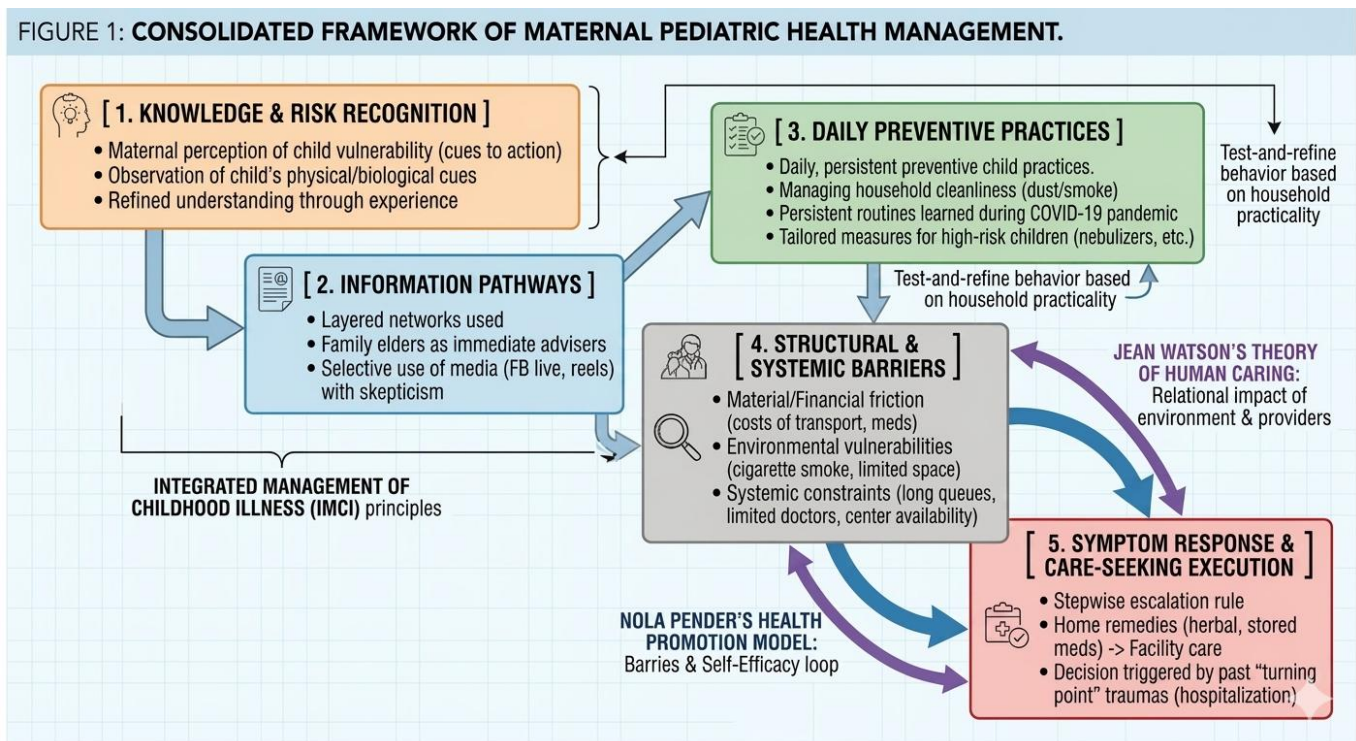 FIGURE 1: CONSOLIDATED FRAMEWORK OF MATERNAL PEDIATRIC HEALTH MANAGEMENT.
[ 1. KNOWLEDGE & RISK RECOGNITION ]
• Maternal perception of child vulnerability (cues to action)
• Observation of child's physical/biological cues
• Refined understanding through experience
[ 2. INFORMATION PATHWAYS ]
• Layered networks used
• Family elders as immediate advisers
• Selective use of media (FB live, reels)
with skepticism
[ 3. DAILY PREVENTIVE PRACTICES ]
• Daily, persistent preventive child practices.
• Managing household cleanliness (dust/smoke)
• Persistent routines learned during COVID-19 pandemic
• Tailored measures for high-risk children (nebulizers, etc.)
Test-and-refine
behavior based
on household
practicality
Test-and-refine behavior based
on household practicality
[ 4. STRUCTURAL &
SYSTEMIC BARRIERS ]
• Material/Financial friction
(costs of transport, meds)
• Environmental vulnerabilities
(cigarette smoke, limited space)
• Systemic constraints (long queues,
limited doctors, center availability)
JEAN WATSON'S THEORY
OF HUMAN CARING:
Relational impact of
environment & providers
INTEGRATED MANAGEMENT OF
CHILDHOOD ILLNESS (IMCI) principles
NOLA PENDER'S HEALTH
PROMOTION MODEL:
Barries & Self-Efficacy loop
[ 5. SYMPTOM RESPONSE &
CARE-SEEKING EXECUTION ]
• Stepwise escalation rule
• Home remedies (herbal, stored
meds) -> Facility care
• Decision triggered by past "turning
point" traumas (hospitalization)